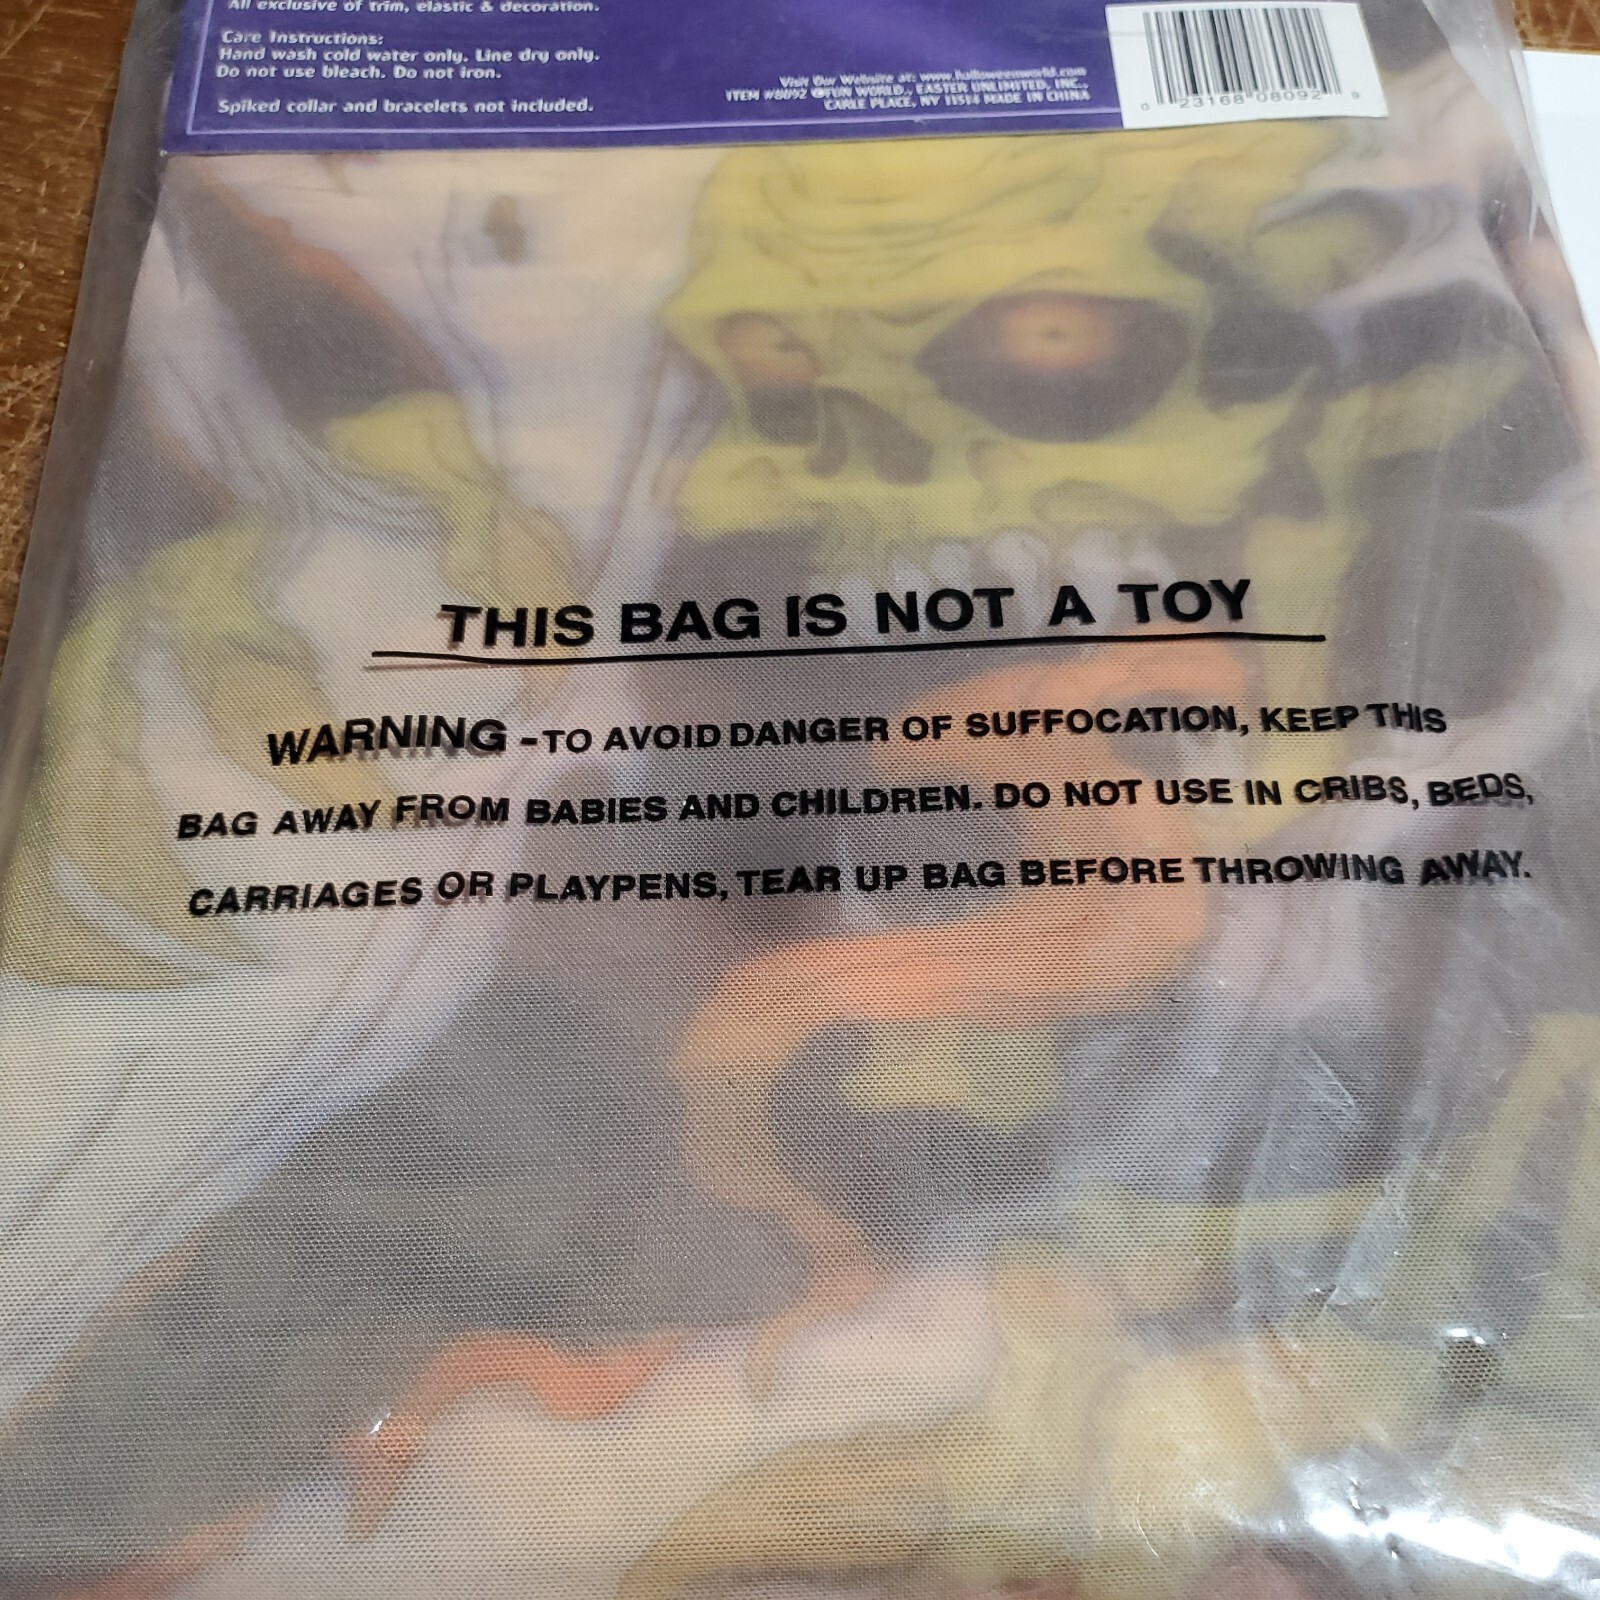 All exclusive of trim, elastic & decoration.
Care Instructions:
Hand wash cold water only. Line dry only.
Do not use bleach. Do not iron.
Spiked collar and bracelets not included.
Visit Our Website at: www.halloweenworld.com
ITEM #8092 ©FUN WORLD., EASTER UNLIMITED, INC.,
CARLE PLACE, NY 11514 MADE IN CHINA
0 23168 08092 9
THIS BAG IS NOT A TOY
WARNING - TO AVOID DANGER OF SUFFOCATION, KEEP THIS
BAG AWAY FROM BABIES AND CHILDREN. DO NOT USE IN CRIBS, BEDS,
CARRIAGES OR PLAYPENS, TEAR UP BAG BEFORE THROWING AWAY.